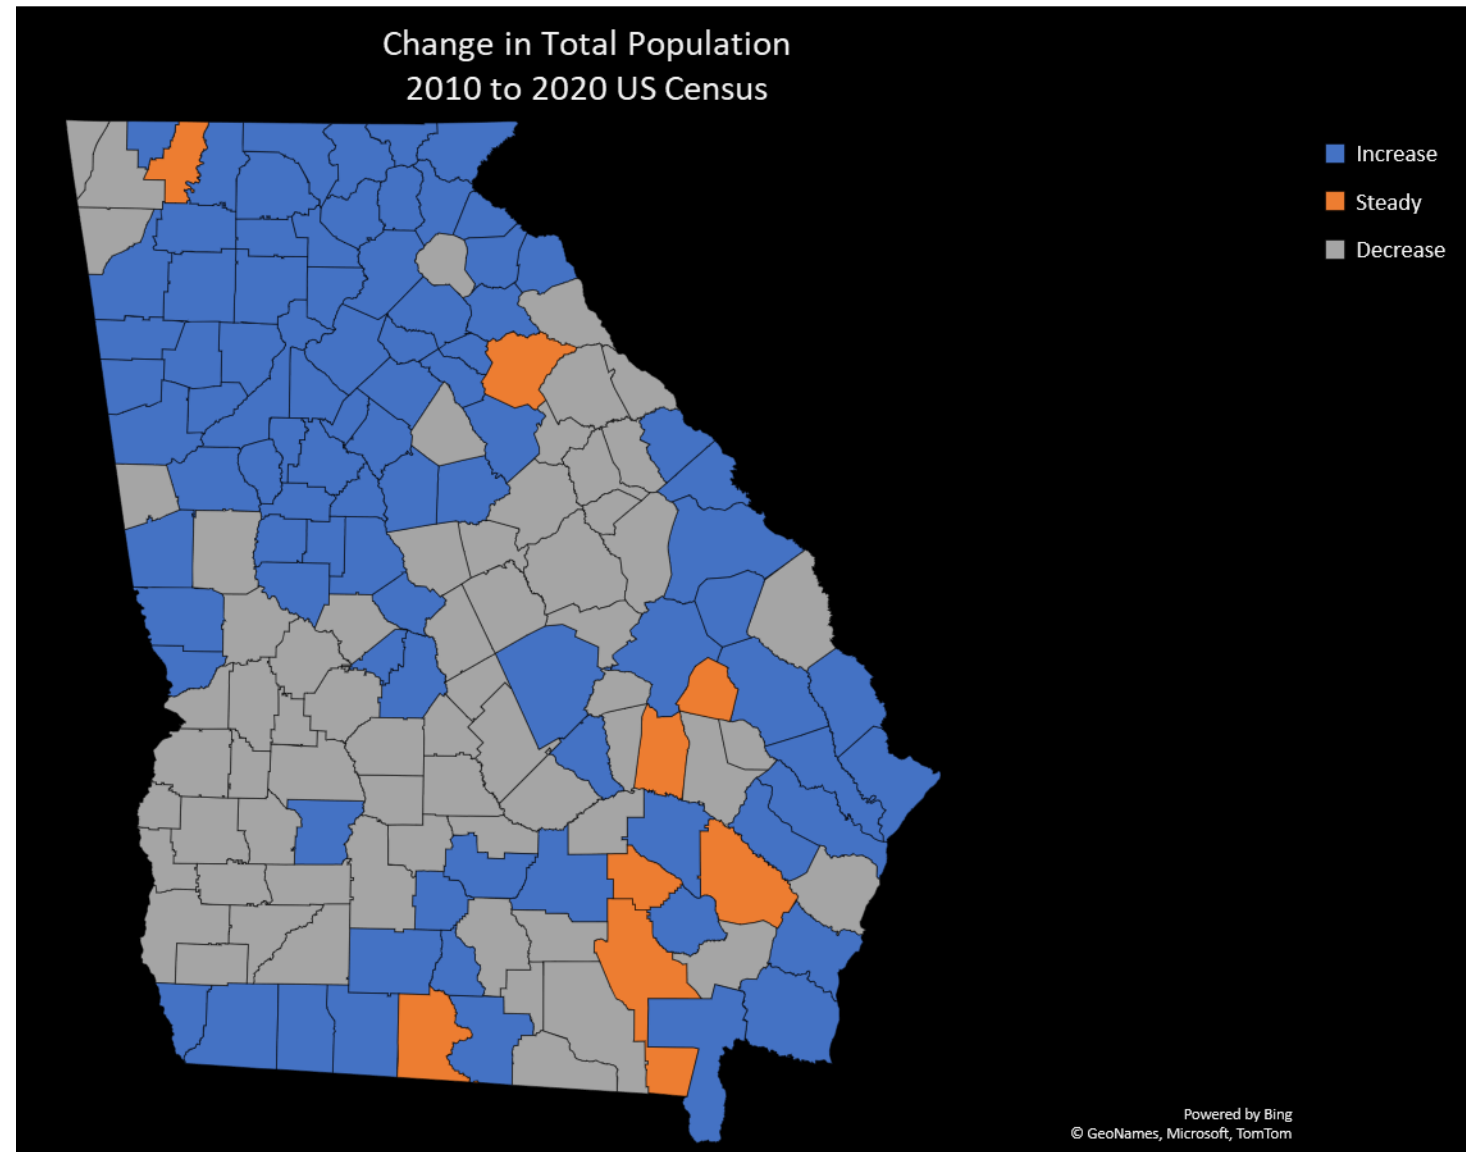 Change in Total Population
2010 to 2020 US Census
Increase
Steady
Decrease
Powered by Bing
© GeoNames, Microsoft, TomTom